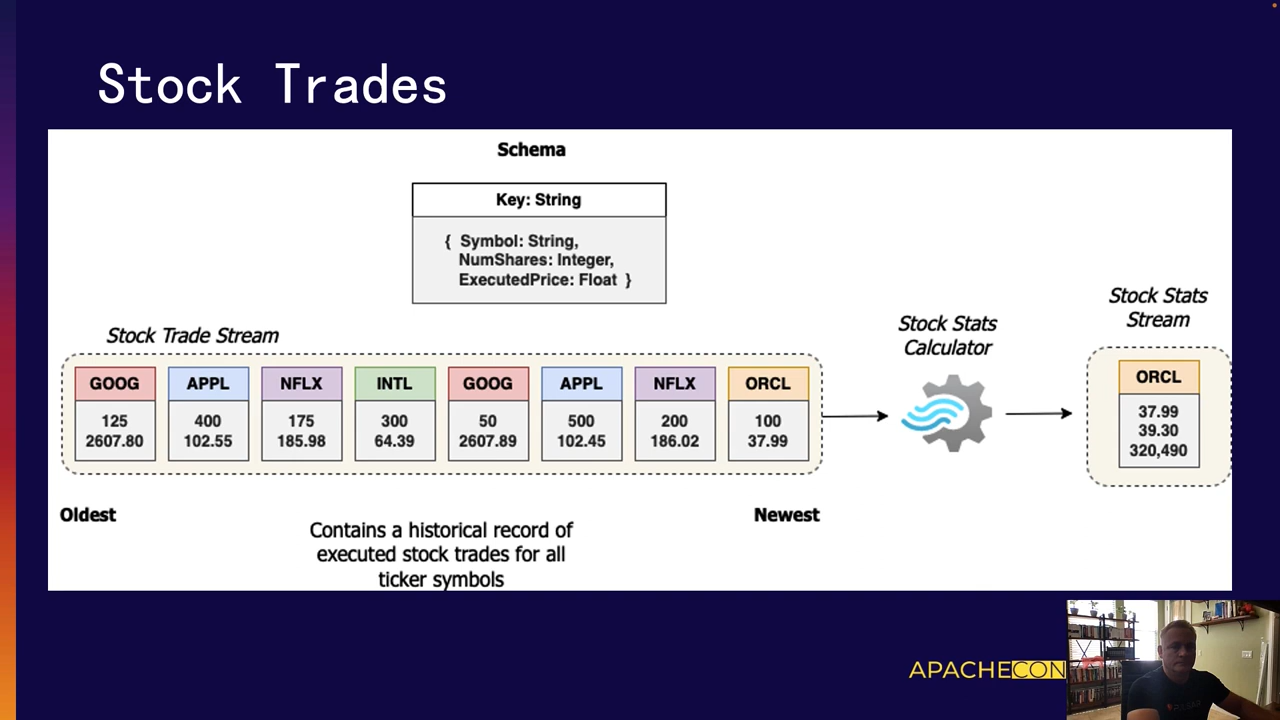 Stock Trades
Schema
Key: String
{ Symbol: String,
NumShares: Integer,
ExecutedPrice: Float }
Stock Trade Stream
GOOG APPL NFLX INTL GOOG APPL NFLX ORCL
125 400 175 300 50 500 200 100
2607.80 102.55 185.98 64.39 2607.89 102.45 186.02 37.99
Stock Stats
Calculator
Stock Stats
Stream
ORCL
37.99
39.30
320,490
Oldest
Newest
Contains a historical record of
executed stock trades for all
ticker symbols
APACHECON